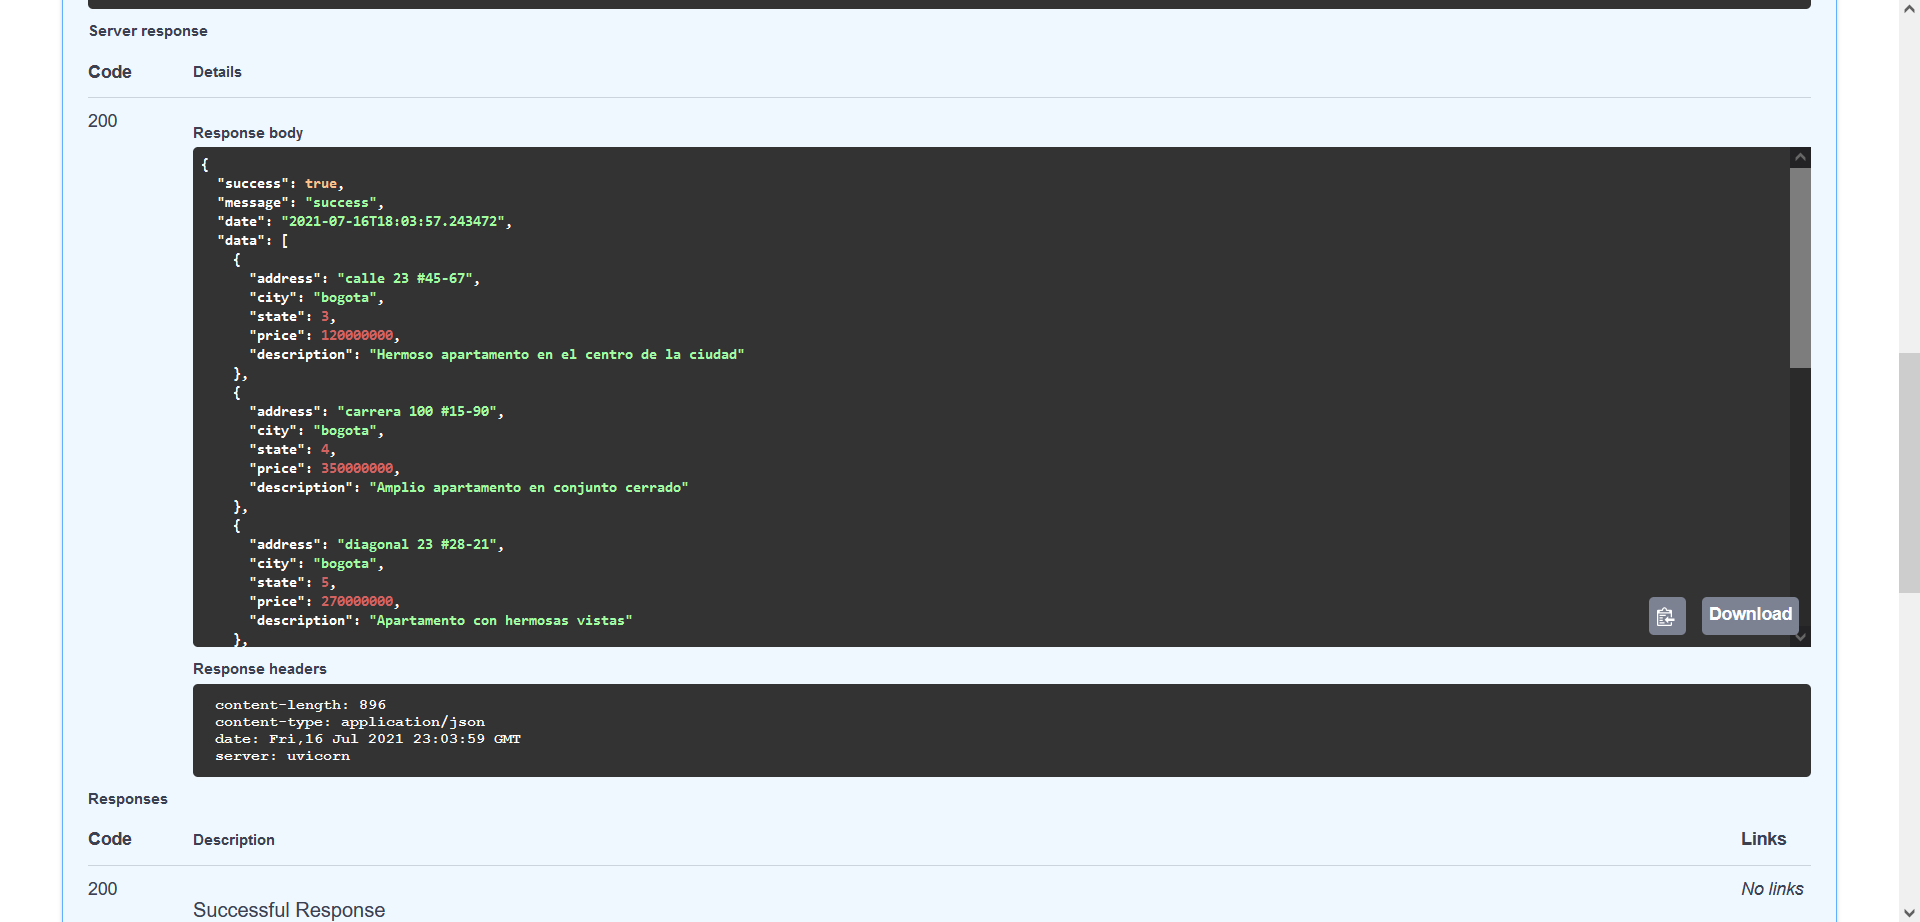 Server response
Code Details
200
Response body
{
"success": true,
"message": "success",
"date": "2021-07-16T18:03:57.243472",
"data": [
{
"address": "calle 23 #45-67",
"city": "bogota",
"state": 3,
"price": 120000000,
"description": "Hermoso apartamento en el centro de la ciudad"
},
{
"address": "carrera 100 #15-90",
"city": "bogota",
"state": 4,
"price": 350000000,
"description": "Amplio apartamento en conjunto cerrado"
},
{
"address": "diagonal 23 #28-21",
"city": "bogota",
"state": 5,
"price": 270000000,
"description": "Apartamento con hermosas vistas"
},
Download
Response headers
content-length: 896
content-type: application/json
date: Fri,16 Jul 2021 23:03:59 GMT
server: uvicorn
Responses
Code Description Links
200 No links
Successful Response